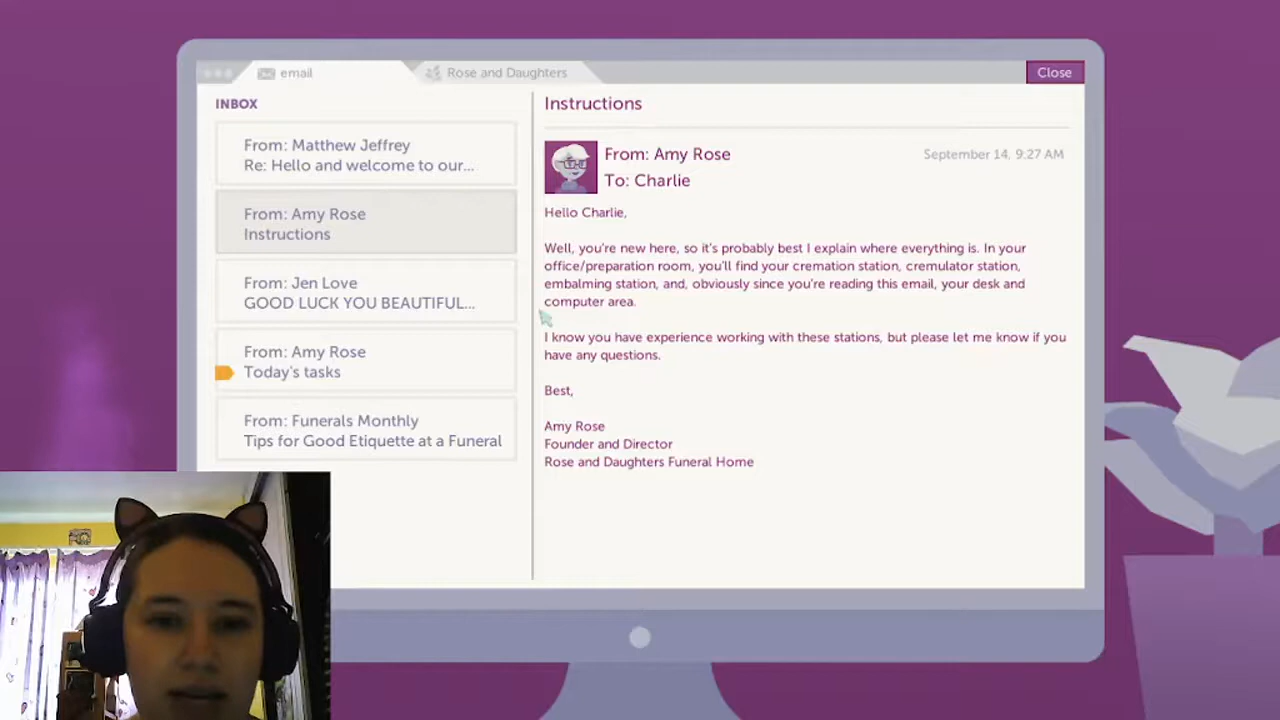 email
Rose and Daughters
Close
INBOX
From: Matthew Jeffrey
Re: Hello and welcome to our...
From: Amy Rose
Instructions
From: Jen Love
GOOD LUCK YOU BEAUTIFUL...
From: Amy Rose
Today's tasks
From: Funerals Monthly
Tips for Good Etiquette at a Funeral
Instructions
From: Amy Rose
September 14, 9:27 AM
To: Charlie
Hello Charlie,
Well, you're new here, so it's probably best I explain where everything is. In your
office/preparation room, you'll find your cremation station, cremulator station,
embalming station, and, obviously since you're reading this email, your desk and
computer area.
I know you have experience working with these stations, but please let me know if you
have any questions.
Best,
Amy Rose
Founder and Director
Rose and Daughters Funeral Home